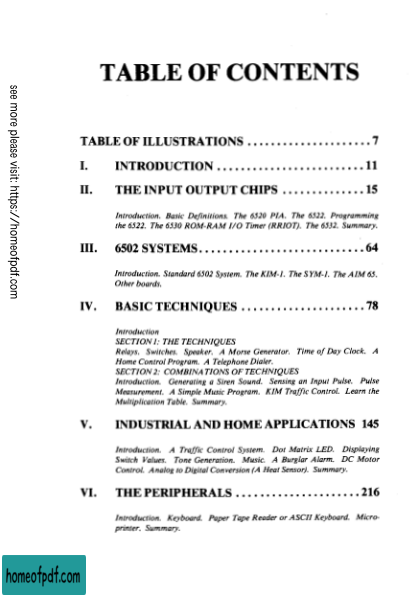 TABLE OF CONTENTS
see more please visit: https://homeofpdf.com
TABLE OF ILLUSTRATIONS ..................... 7
I. INTRODUCTION ......................... 11
II. THE INPUT OUTPUT CHIPS .............. 15
Introduction. Basic Definitions. The 6520 PIA. The 6522. Programming
the 6522. The 6530 ROM-RAM I/O Timer (RRIOT). The 6532. Summary.
III. 6502 SYSTEMS............................ 64
Introduction. Standard 6502 System. The KIM-1. The SYM-1. The AIM 65.
Other boards.
IV. BASIC TECHNIQUES ..................... 78
Introduction
SECTION 1: THE TECHNIQUES
Relays. Switches. Speaker. A Morse Generator. Time of Day Clock. A
Home Control Program. A Telephone Dialer.
SECTION 2: COMBINATIONS OF TECHNIQUES
Introduction. Generating a Siren Sound. Sensing an Input Pulse. Pulse
Measurement. A Simple Music Program. KIM Traffic Control. Learn the
Multiplication Table. Summary.
V. INDUSTRIAL AND HOME APPLICATIONS 145
Introduction. A Traffic Control System. Dot Matrix LED. Displaying
Switch Values. Tone Generation. Music. A Burglar Alarm. DC Motor
Control. Analog to Digital Conversion (A Heat Sensor). Summary.
VI. THE PERIPHERALS ..................... 216
Introduction. Keyboard. Paper Tape Reader or ASCII Keyboard. Micro-
printer. Summary.
homeofpdf.com